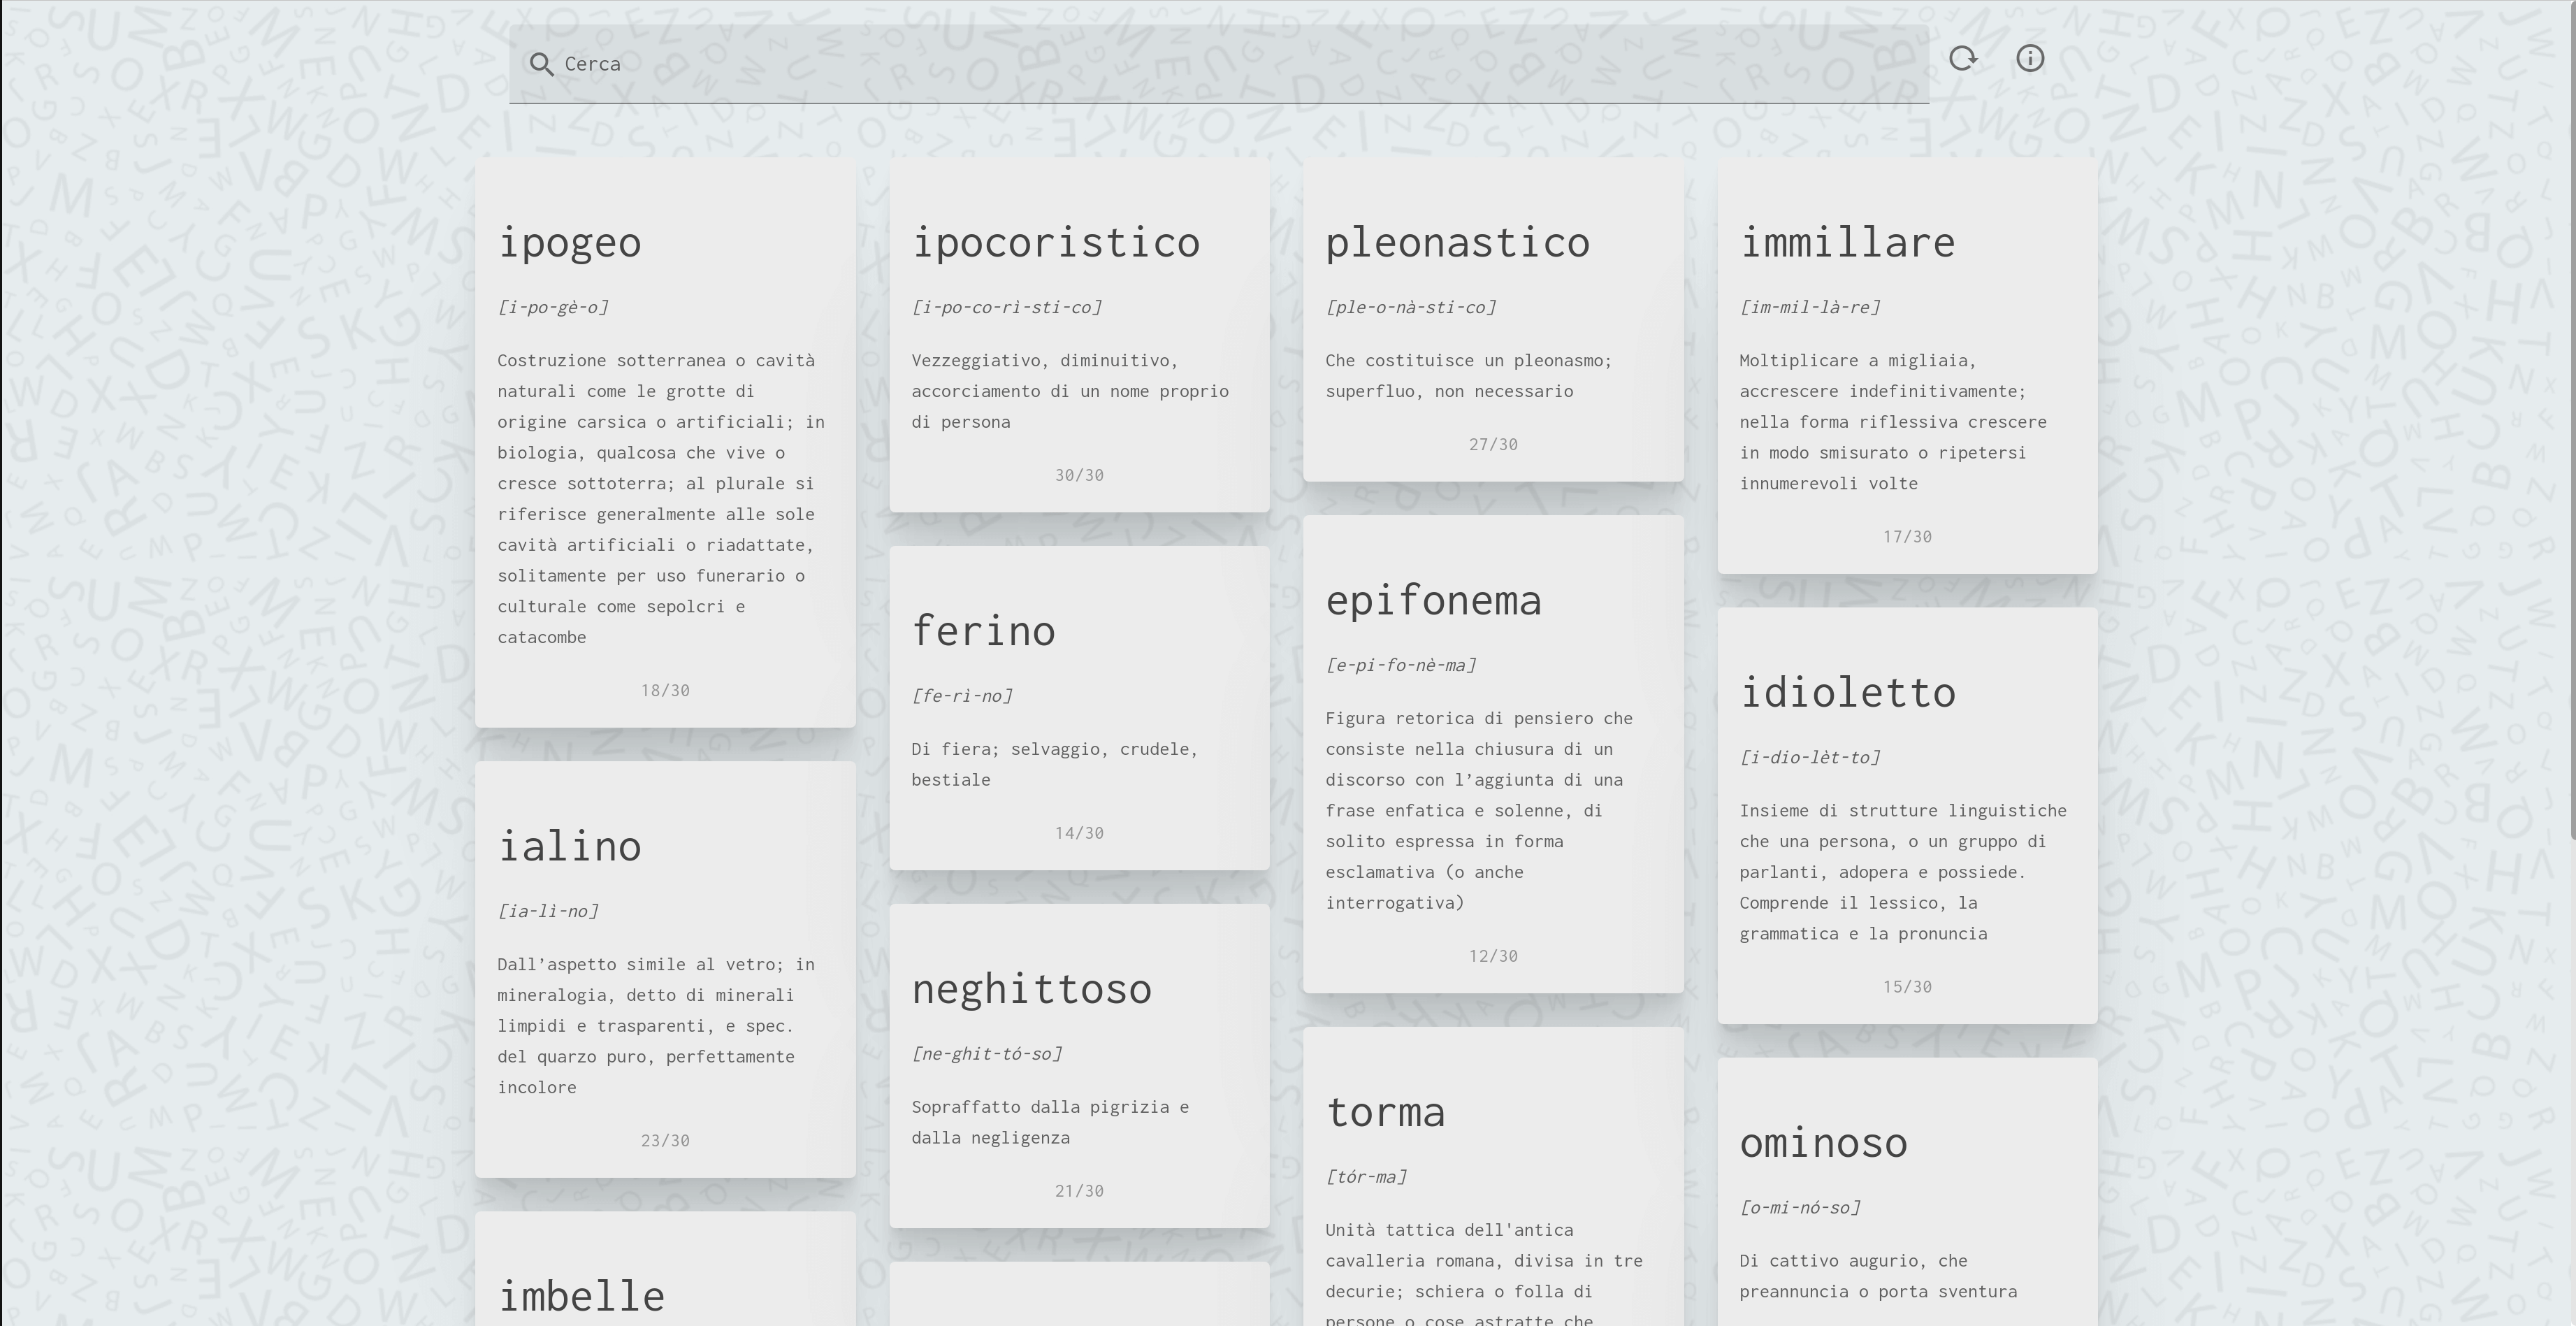 Cerca
ipogeo
[i-po-gè-o]
Costruzione sotterranea o cavità
naturali come le grotte di
origine carsica o artificiali; in
biologia, qualcosa che vive o
cresce sottoterra; al plurale si
riferisce generalmente alle sole
cavità artificiali o riadattate,
solitamente per uso funerario o
culturale come sepolcri e
catacombe
18/30
ialino
[ia-lì-no]
Dall’aspetto simile al vetro; in
mineralogia, detto di minerali
limpidi e trasparenti, e spec.
del quarzo puro, perfettamente
incolore
23/30
imbelle
ipocoristico
[i-po-co-rì-sti-co]
Vezzeggiativo, diminuitivo,
accorciamento di un nome proprio
di persona
30/30
ferino
[fe-rì-no]
Di fiera; selvaggio, crudele,
bestiale
14/30
neghittoso
[ne-ghit-tó-so]
Sopraffatto dalla pigrizia e
dalla negligenza
21/30
pleonastico
[ple-o-nà-sti-co]
Che costituisce un pleonasmo;
superfluo, non necessario
27/30
epifonema
[e-pi-fo-nè-ma]
Figura retorica di pensiero che
consiste nella chiusura di un
discorso con l’aggiunta di una
frase enfatica e solenne, di
solito espressa in forma
esclamativa (o anche
interrogativa)
12/30
torma
[tór-ma]
Unità tattica dell'antica
cavalleria romana, divisa in tre
decurie; schiera o folla di
persone o cose astratte che
immillare
[im-mil-là-re]
Moltiplicare a migliaia,
accrescere indefinitivamente;
nella forma riflessiva crescere
in modo smisurato o ripetersi
innumerevoli volte
17/30
idioletto
[i-dio-lèt-to]
Insieme di strutture linguistiche
che una persona, o un gruppo di
parlanti, adopera e possiede.
Comprende il lessico, la
grammatica e la pronuncia
15/30
ominoso
[o-mi-nó-so]
Di cattivo augurio, che
preannuncia o porta sventura